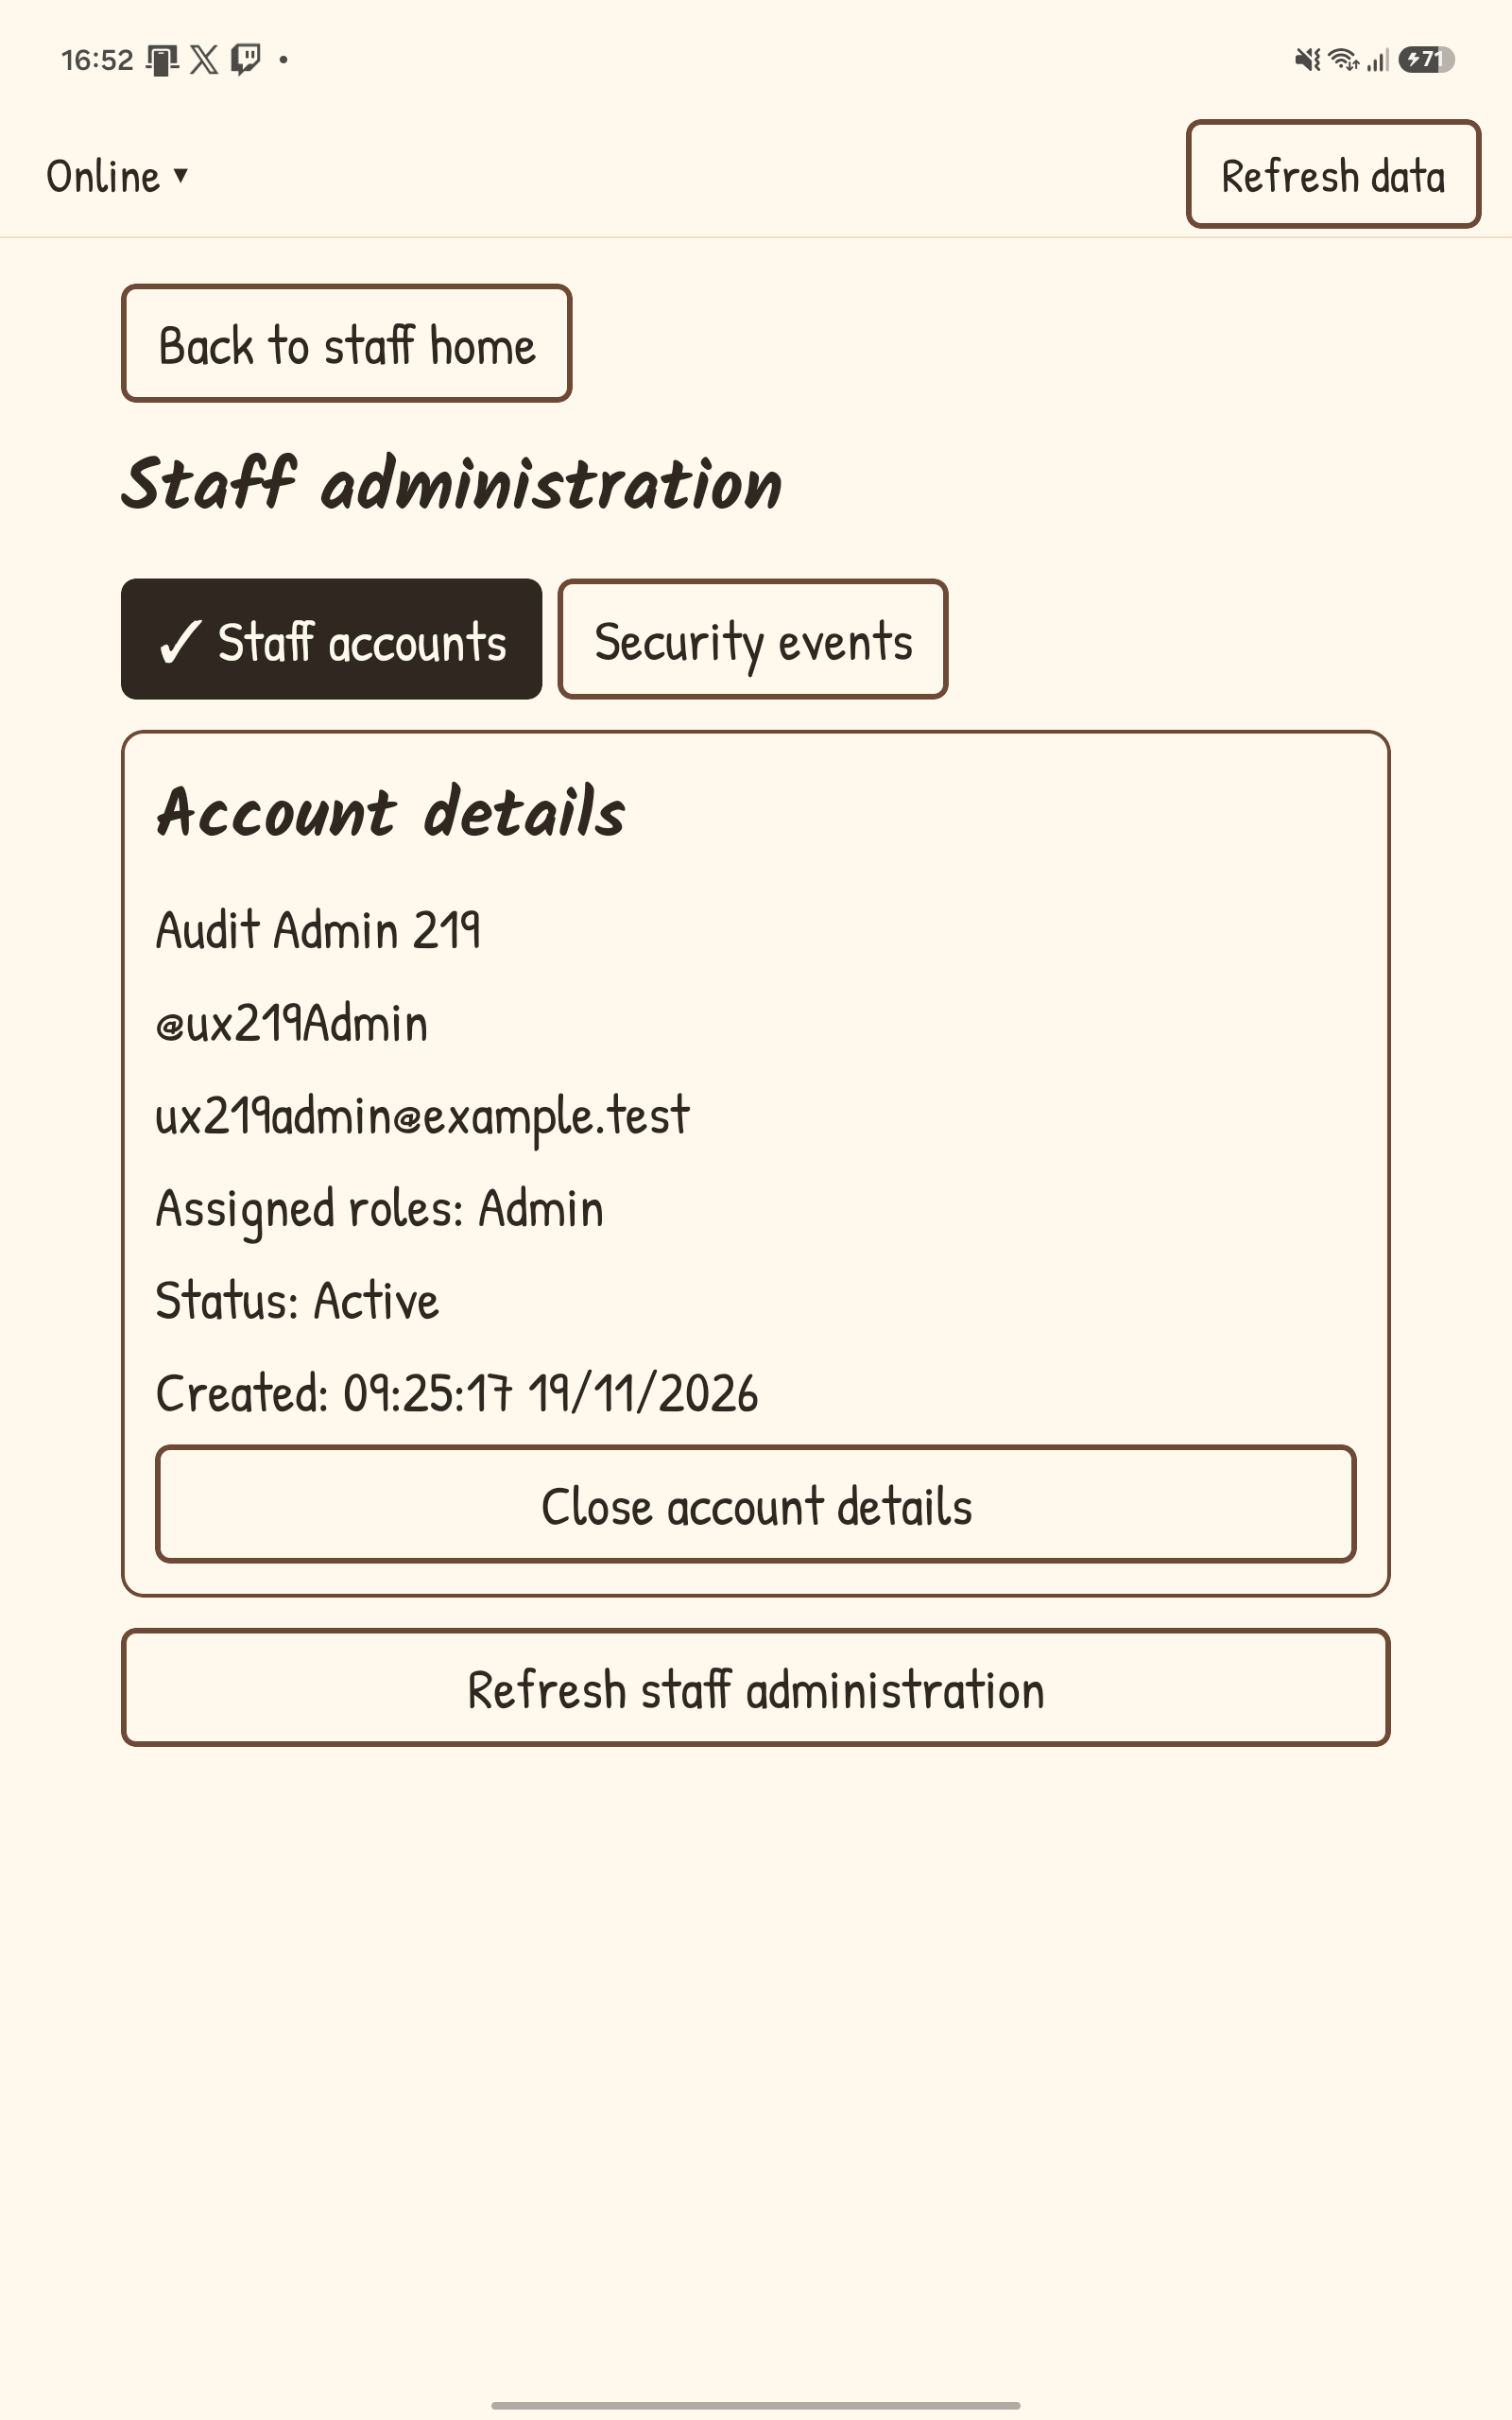 16:52
71
Online ▼
Refresh data
Back to staff home
Staff administration
✓ Staff accounts
Security events
Account details
Audit Admin 219
@ux219Admin
ux219admin@example.test
Assigned roles: Admin
Status: Active
Created: 09:25:17 19/11/2026
Close account details
Refresh staff administration